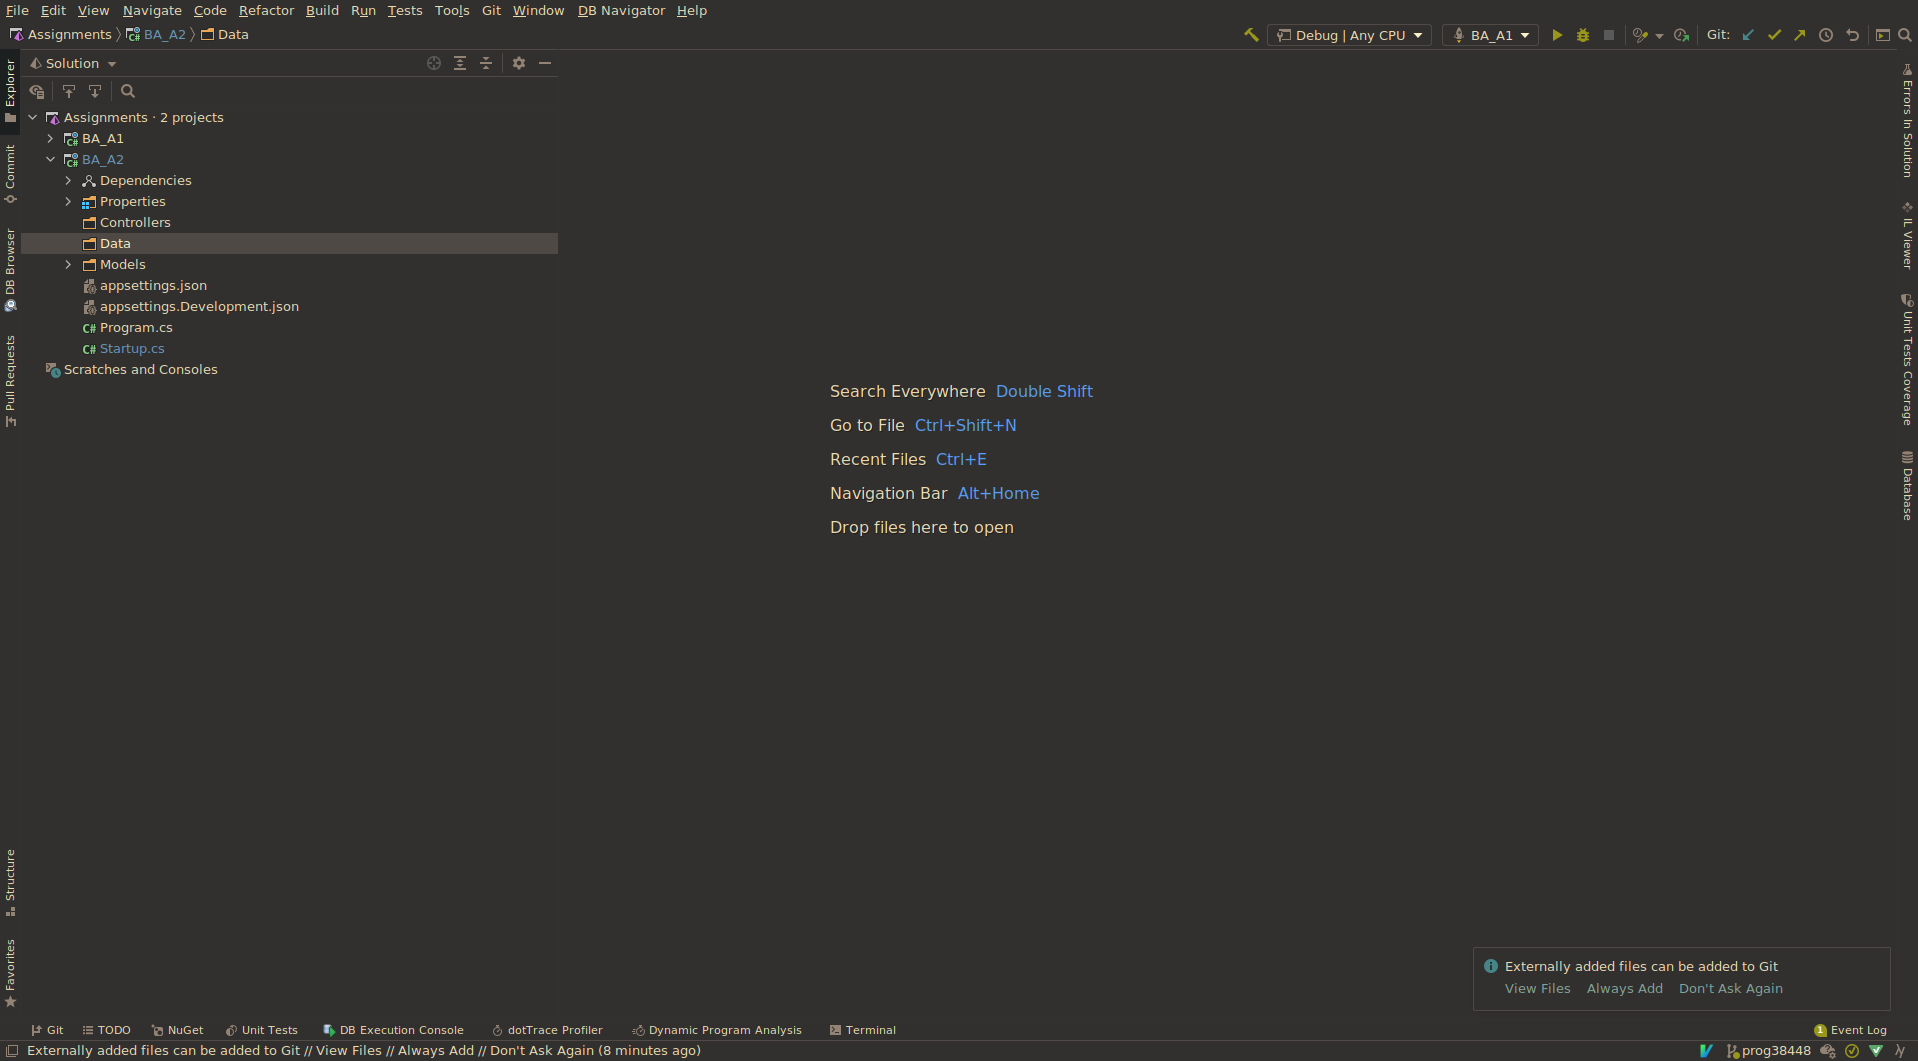 File Edit View Navigate Code Refactor Build Run Tests Tools Git Window DB Navigator Help
Assignments BA_A2 Data
Debug | Any CPU BA_A1 Git:
Solution
Assignments · 2 projects
BA_A1
BA_A2
Dependencies
Properties
Controllers
Data
Models
appsettings.json
appsettings.Development.json
C# Program.cs
C# Startup.cs
Scratches and Consoles
Explorer
Commit
DB Browser
Pull Requests
Structure
Favorites
Search Everywhere Double Shift
Go to File Ctrl+Shift+N
Recent Files Ctrl+E
Navigation Bar Alt+Home
Drop files here to open
Errors In Solution
IL Viewer
Unit Tests Coverage
Database
Externally added files can be added to Git
View Files Always Add Don't Ask Again
Git TODO NuGet Unit Tests DB Execution Console dotTrace Profiler Dynamic Program Analysis Terminal 1 Event Log
Externally added files can be added to Git // View Files // Always Add // Don't Ask Again (8 minutes ago) prog38448